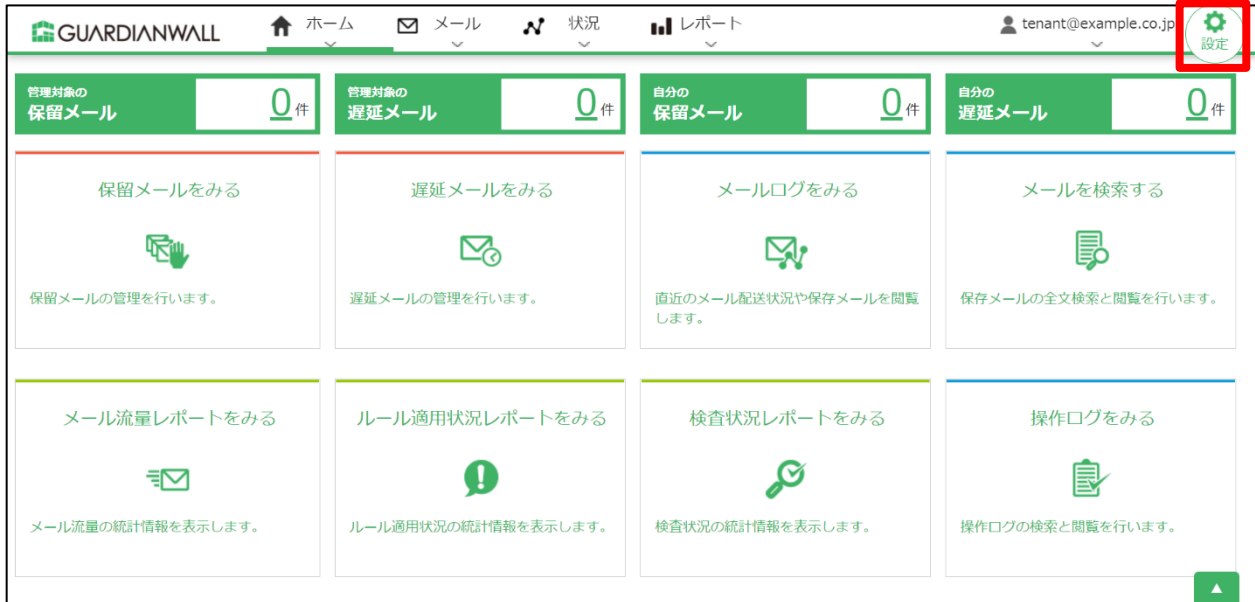 GUARDIANWALL
ホーム
メール
状況
レポート
tenant@example.co.jp
設定
管理対象の
保留メール
0件
管理対象の
遅延メール
0件
自分の
保留メール
0件
自分の
遅延メール
0件
保留メールをみる
保留メールの管理を行います。
遅延メールをみる
遅延メールの管理を行います。
メールログをみる
直近のメール配送状況や保存メールを閲覧
します。
メールを検索する
保存メールの全文検索と閲覧を行います。
メール流量レポートをみる
メール流量の統計情報を表示します。
ルール適用状況レポートをみる
ルール適用状況の統計情報を表示します。
検査状況レポートをみる
検査状況の統計情報を表示します。
操作ログをみる
操作ログの検索と閲覧を行います。